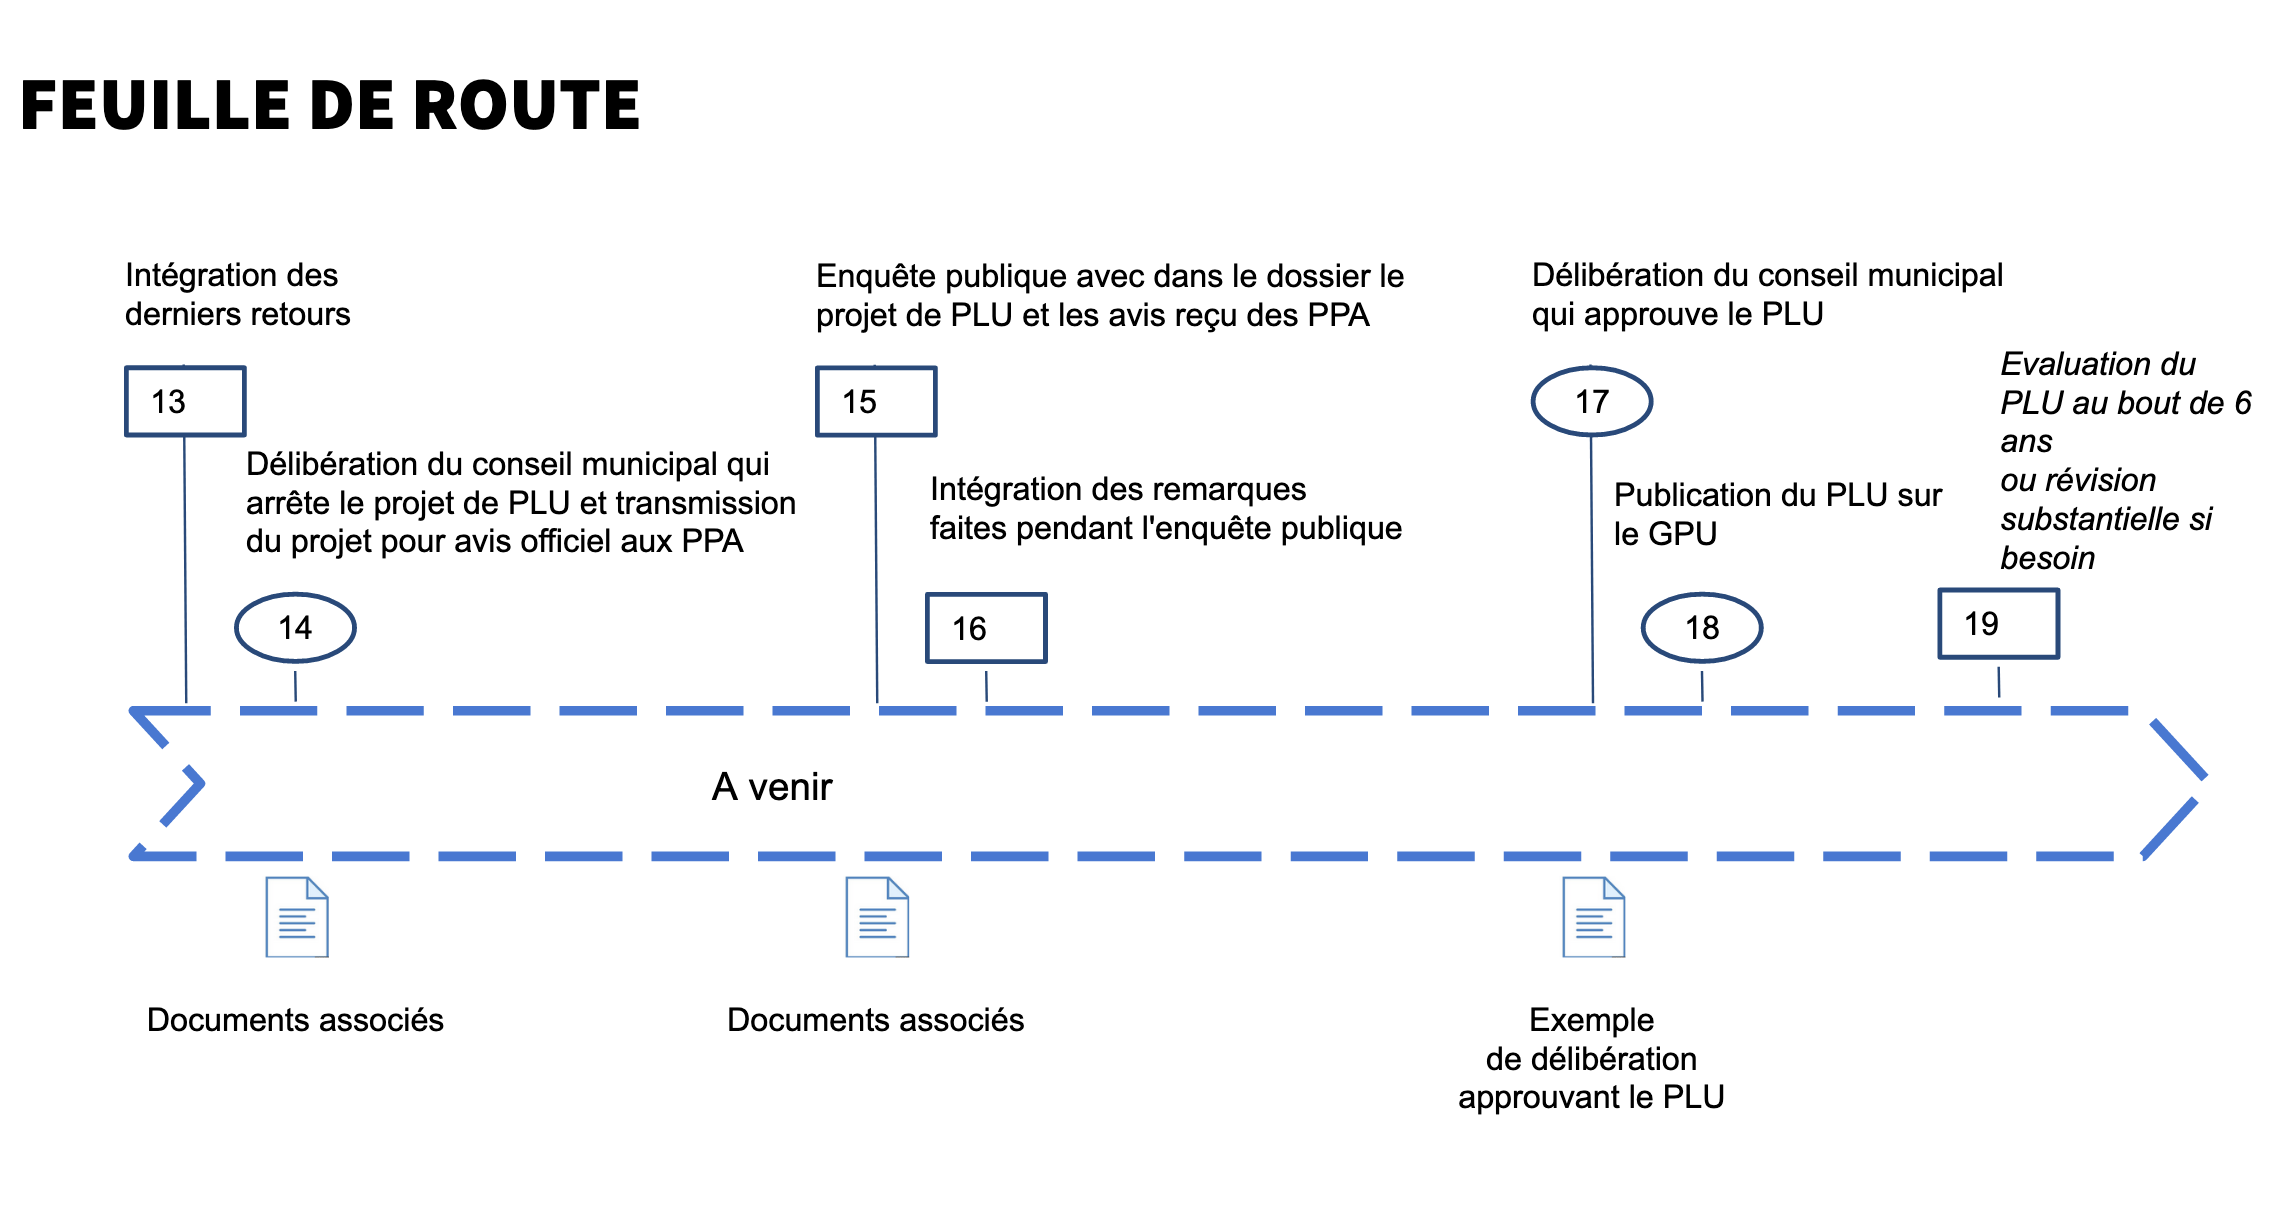 FEUILLE DE ROUTE
Intégration des
derniers retours
13
Délibération du conseil municipal qui
arrête le projet de PLU et transmission
du projet pour avis officiel aux PPA
14
Enquête publique avec dans le dossier le
projet de PLU et les avis reçu des PPA
15
Intégration des remarques
faites pendant l'enquête publique
16
Délibération du conseil municipal
qui approuve le PLU
17
Publication du PLU sur
le GPU
18
Evaluation du
PLU au bout de 6
ans
ou révision
substantielle si
besoin
19
A venir
Documents associés
Documents associés
Exemple
de délibération
approuvant le PLU